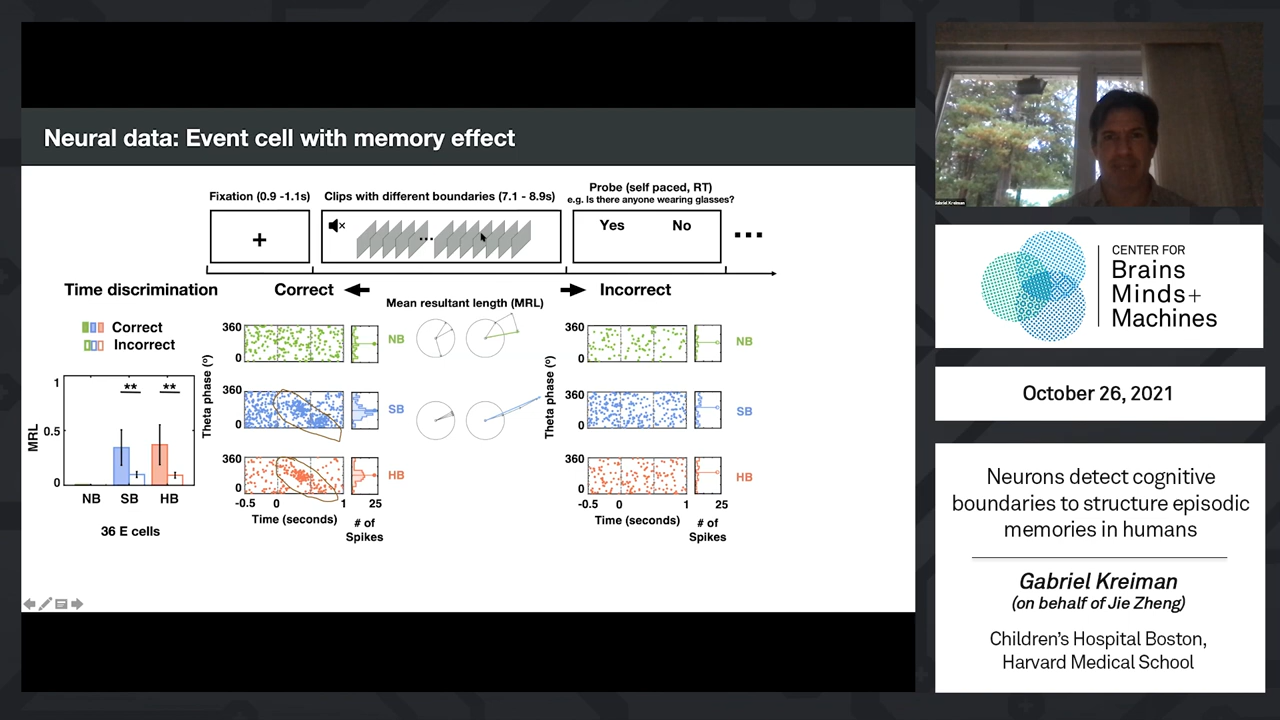 Neural data: Event cell with memory effect
Fixation (0.9 -1.1s)
Clips with different boundaries (7.1 - 8.9s)
Probe (self paced, RT)
e.g. Is there anyone wearing glasses?
+
...
Yes No
...
Time discrimination
Correct
Incorrect
Mean resultant length (MRL)
Correct
Incorrect
1
0.5
0
MRL
** **
NB SB HB
36 E cells
Theta phase (º)
360
0
NB
360
0
SB
360
0
HB
-0.5 0 1 25
Time (seconds)
# of
Spikes
Theta phase (º)
360
0
NB
360
0
SB
360
0
HB
-0.5 0 1 25
Time (seconds)
# of
Spikes
Gabriel Kreiman
CENTER FOR
Brains
Minds+
Machines
October 26, 2021
Neurons detect cognitive
boundaries to structure episodic
memories in humans
Gabriel Kreiman
(on behalf of Jie Zheng)
Children's Hospital Boston,
Harvard Medical School